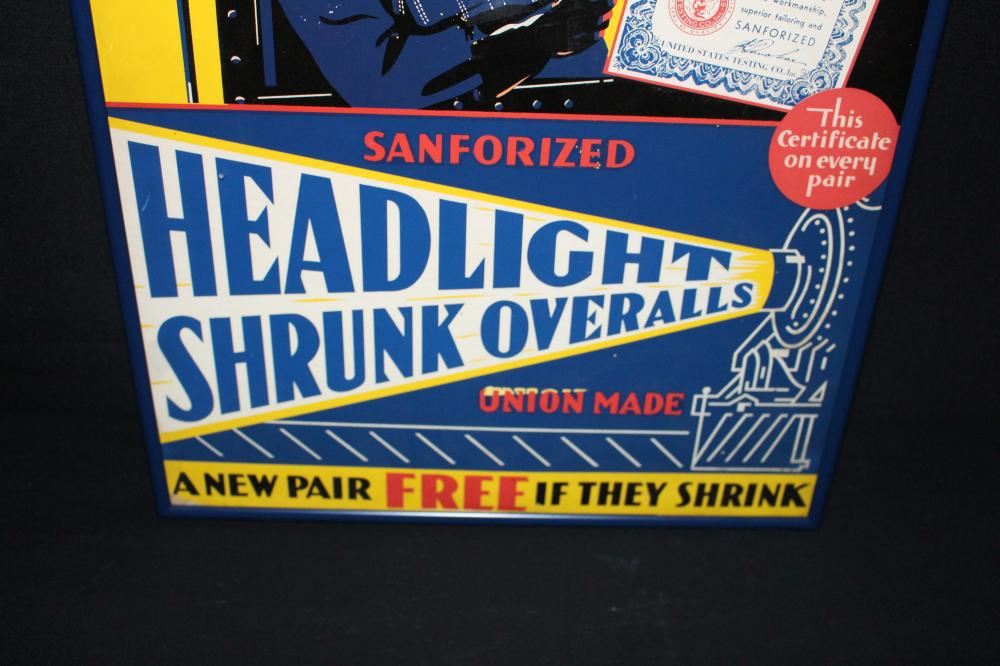 workmanship,
superior tailoring and
SANFORIZED
UNITED STATES TESTING CO., Inc.
This
Certificate
on every
pair
SANFORIZED
HEADLIGHT
SHRUNK OVERALLS
UNION MADE
A NEW PAIR FREE IF THEY SHRINK